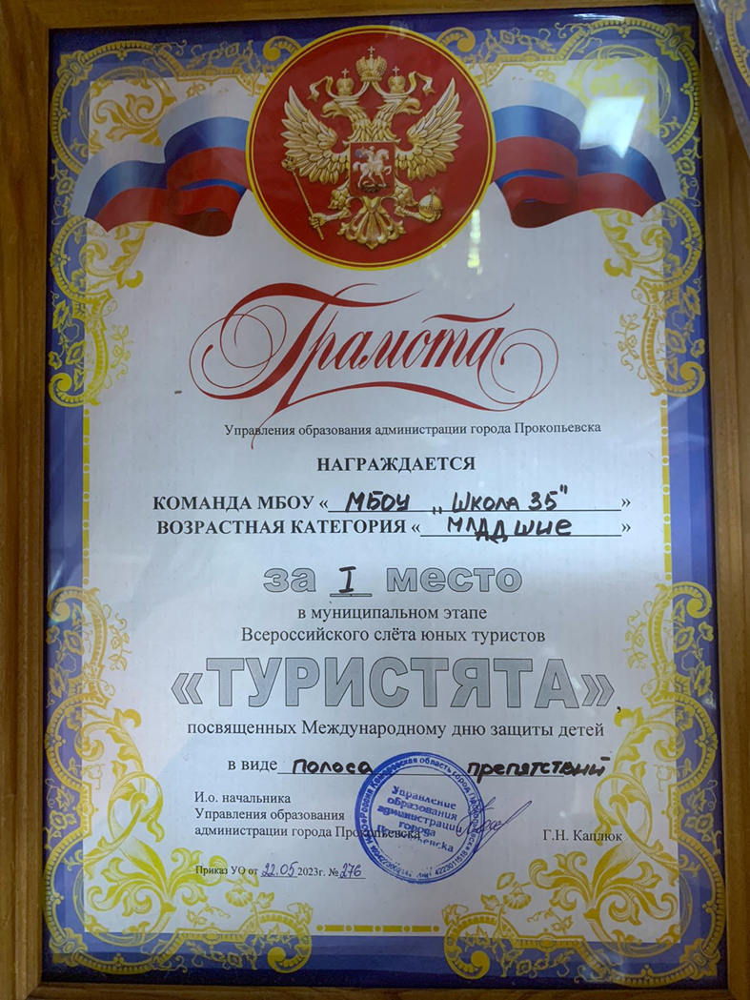 Грамота
Управления образования администрации города Прокопьевска
НАГРАЖДАЕТСЯ
КОМАНДА МБОУ «МБОУ „Школа 35"»
ВОЗРАСТНАЯ КАТЕГОРИЯ «младшие»
за I место
в муниципальном этапе
Всероссийского слёта юных туристов
«ТУРИСТЯТА»,
посвященных Международному дню защиты детей
в виде полоса препятствий
И.о. начальника
Управления образования
администрации города Прокопьевска
Г.Н. Каплюк
Управление
образования
администрации
города
Прокопьевска
Приказ УО от 22.05 2023г. № 276